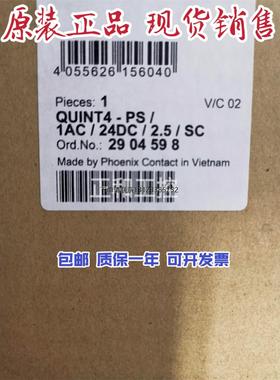 原装正品 现货销售
4 055626 156040
Pieces: 1
V/C 02
QUINT4 - PS /
1AC / 24DC / 2.5 / SC
Ord.No.: 29 04 59 8
Made by Phoenix Contact in Vietnam
包邮 质保一年 可开发票